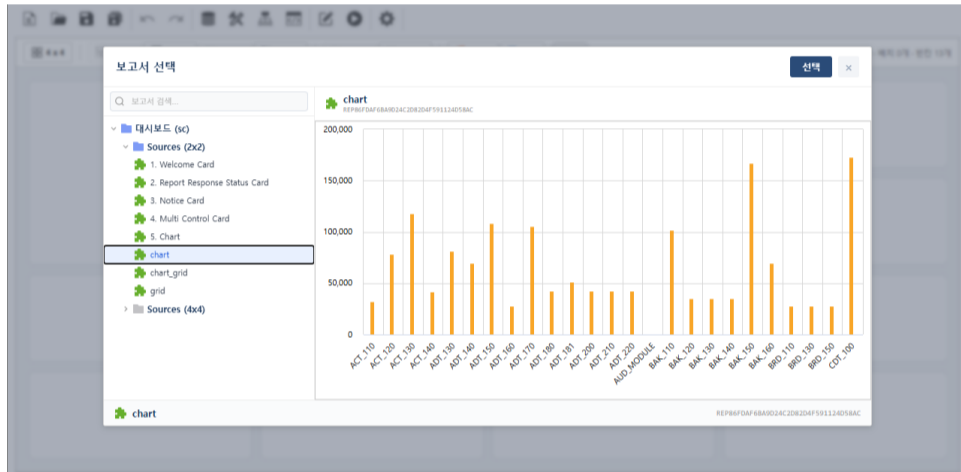 4x4
보고서 선택
선택
보고서 검색...
chart
REP86FDAF68A9D24C2D82D4F591124D58AC
대시보드 (sc)
Sources (2x2)
1. Welcome Card
2. Report Response Status Card
3. Notice Card
4. Multi Control Card
5. Chart
chart
chart_grid
grid
Sources (4x4)
200,000
150,000
100,000
50,000
0
ACT_110
ACT_120
ACT_130
ACT_140
ADT_130
ADT_140
ADT_150
ADT_160
ADT_170
ADT_180
ADT_181
ADT_200
ADT_210
ADT_220
AUD_MODULE
BAK_110
BAK_120
BAK_130
BAK_140
BAK_150
BAK_160
BRD_110
BRD_130
BRD_150
CDT_100
chart
REP86FDAF68A9D24C2D82D4F591124D58AC